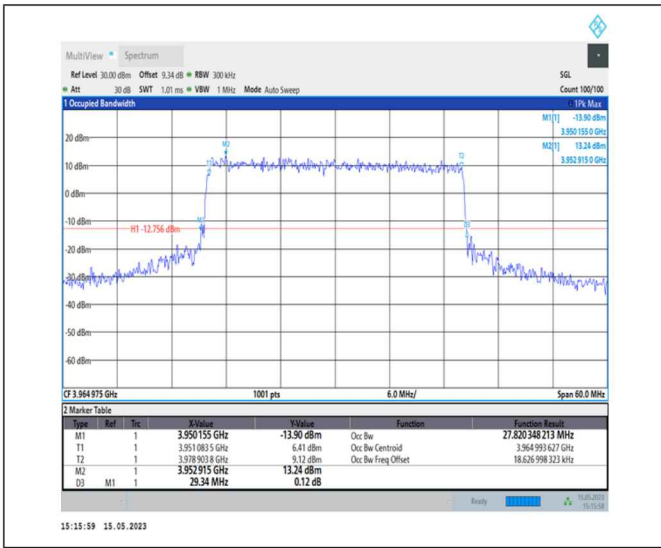 MultiView Spectrum
Ref Level 30.00 dBm Offset 9.34 dB RBW 300 kHz SGL
Att 30 dB SWT 1.01 ms VBW 1 MHz Mode Auto Sweep Count 100/100
1 Occupied Bandwidth 1Pk Max
M1[1] -13.90 dBm
3.950 155 0 GHz
M2[1] 13.24 dBm
3.952 915 0 GHz
20 dBm
M2
10 dBm
0 dBm
-10 dBm
H1 -12.756 dBm
D3
-20 dBm
-30 dBm
-40 dBm
-50 dBm
-60 dBm
CF 3.964 975 GHz 1001 pts 6.0 MHz/ Span 60.0 MHz
2 Marker Table
Type Ref Trc X-Value Y-Value Function Function Result
M1 1 3.950155 GHz -13.90 dBm Occ Bw 27.820 348 213 MHz
T1 1 3.951 083 5 GHz 6.41 dBm Occ Bw Centroid 3.964 993 627 GHz
T2 1 3.978 903 8 GHz 9.12 dBm Occ Bw Freq Offset 18.626 998 323 kHz
M2 1 3.952915 GHz 13.24 dBm
D3 M1 1 29.34 MHz 0.12 dB
Ready 15.05.2023
15:15:58
15:15:59 15.05.2023